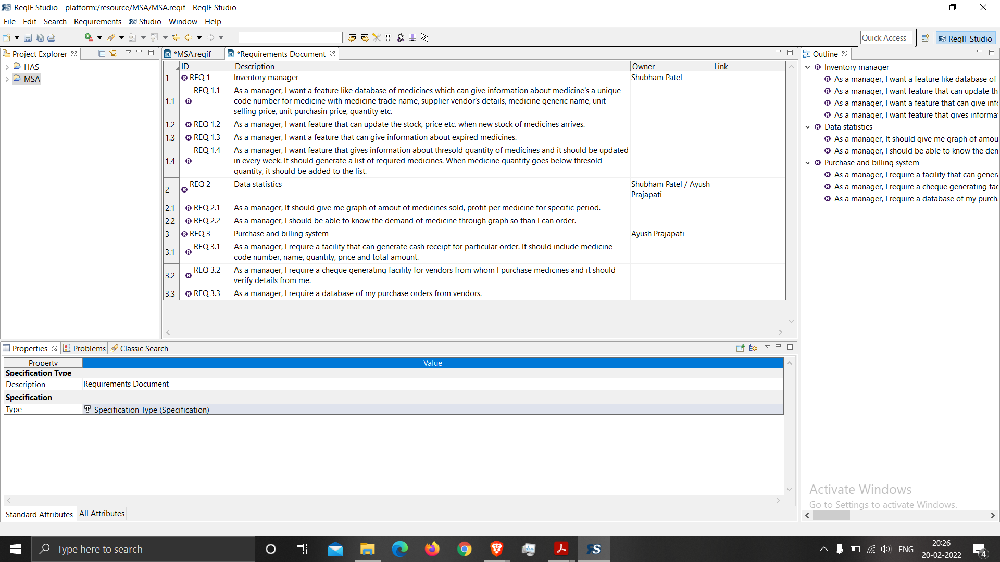 ReqIF Studio - platform:/resource/MSA/MSA.reqif - ReqIF Studio
File Edit Search Requirements Studio Window Help
Quick Access ReqIF Studio
Project Explorer
HAS
MSA
*MSA.reqif *Requirements Document
ID Description Owner Link
1 REQ 1 Inventory manager Shubham Patel
1.1 REQ 1.1 As a manager, I want a feature like database of medicines which can give information about medicine's a unique
code number for medicine with medicine trade name, supplier vendor's details, medicine generic name, unit
selling price, unit purchasin price, quantity etc.
1.2 REQ 1.2 As a manager, I want feature that can update the stock, price etc. when new stock of medicines arrives.
1.3 REQ 1.3 As a manager, I want a feature that can give information about expired medicines.
1.4 REQ 1.4 As a manager, I want feature that gives information about thresold quantity of medicines and it should be updated
in every week. It should generate a list of required medicines. When medicine quantity goes below thresold
quantity, it should be added to the list.
2 REQ 2 Data statistics Shubham Patel / Ayush
Prajapati
2.1 REQ 2.1 As a manager, It should give me graph of amout of medicines sold, profit per medicine for specific period.
2.2 REQ 2.2 As a manager, I should be able to know the demand of medicine through graph so than I can order.
3 REQ 3 Purchase and billing system Ayush Prajapati
3.1 REQ 3.1 As a manager, I require a facility that can generate cash receipt for particular order. It should include medicine
code number, name, quantity, price and total amount.
3.2 REQ 3.2 As a manager, I require a cheque generating facility for vendors from whom I purchase medicines and it should
verify details from me.
3.3 REQ 3.3 As a manager, I require a database of my purchase orders from vendors.
Outline
Inventory manager
As a manager, I want a feature like database of
As a manager, I want feature that can update th
As a manager, I want a feature that can give info
As a manager, I want feature that gives informat
Data statistics
As a manager, It should give me graph of amou
As a manager, I should be able to know the dem
Purchase and billing system
As a manager, I require a facility that can genera
As a manager, I require a cheque generating fac
As a manager, I require a database of my purcha
Properties Problems Classic Search
Property Value
Specification Type
Description Requirements Document
Specification
Type Specification Type (Specification)
Standard Attributes All Attributes
Activate Windows
Go to Settings to activate Windows.
Type here to search
ENG
20:26
20-02-2022
4